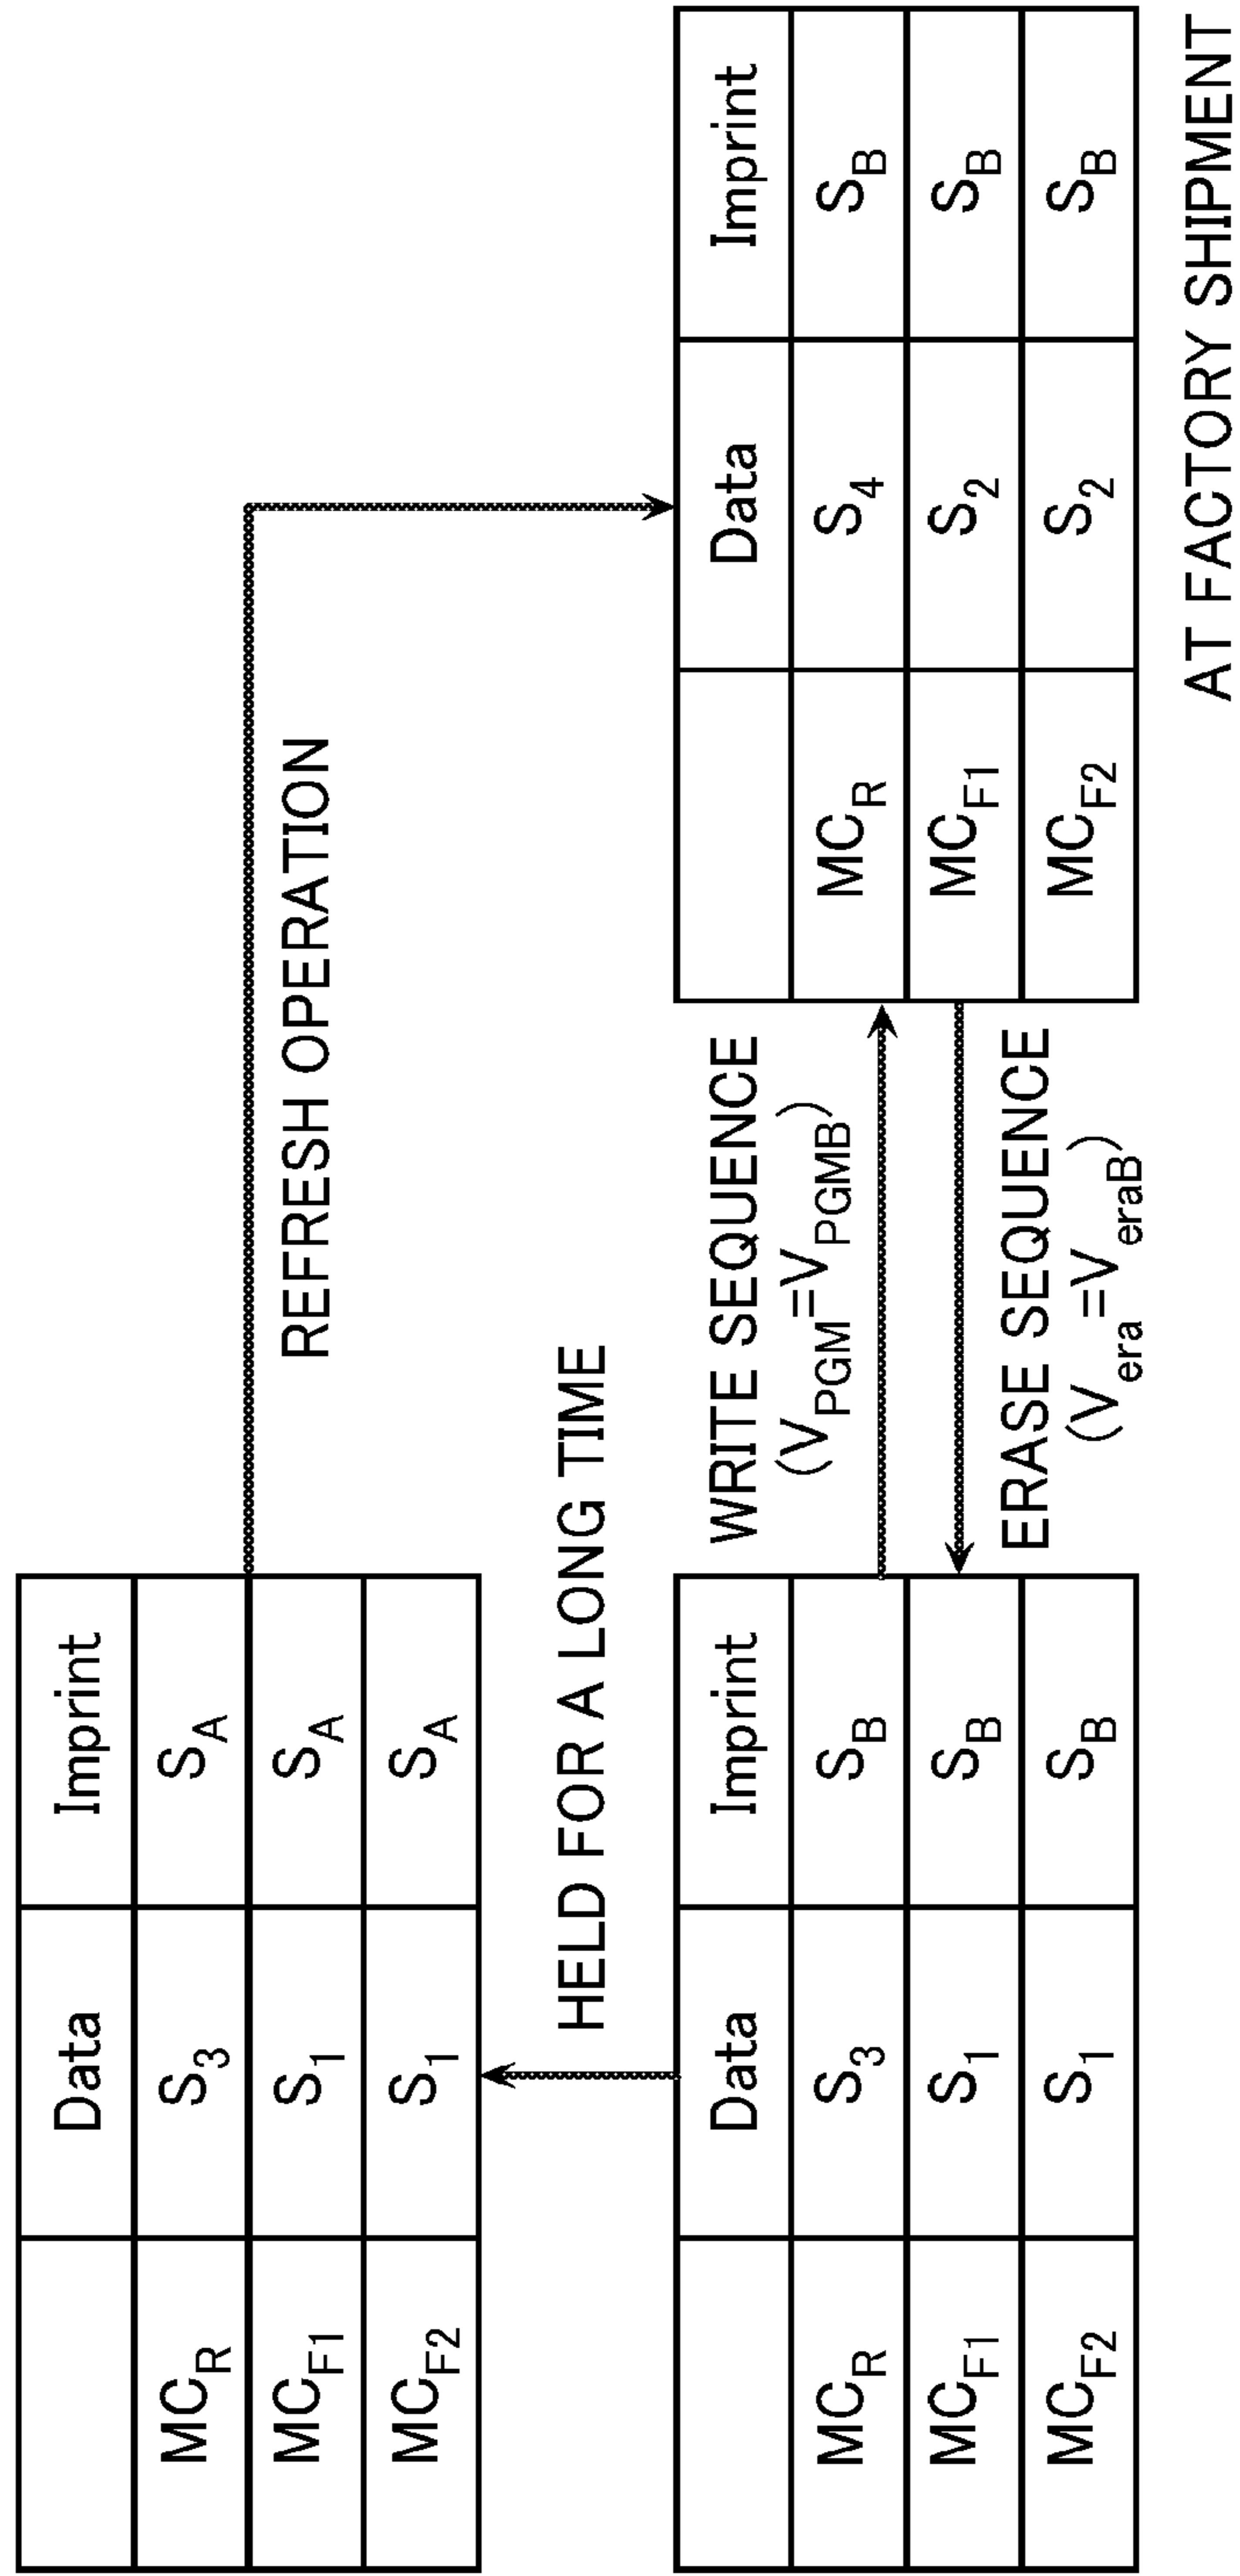 Data Imprint
MC_R S_3 S_A
MC_F1 S_1 S_A
MC_F2 S_1 S_A
REFRESH OPERATION
HELD FOR A LONG TIME
Data Imprint
MC_R S_3 S_B
MC_F1 S_1 S_B
MC_F2 S_1 S_B
WRITE SEQUENCE
(V_PGM=V_PGMB)
ERASE SEQUENCE
(V_era=V_eraB)
Data Imprint
MC_R S_4 S_B
MC_F1 S_2 S_B
MC_F2 S_2 S_B
AT FACTORY SHIPMENT